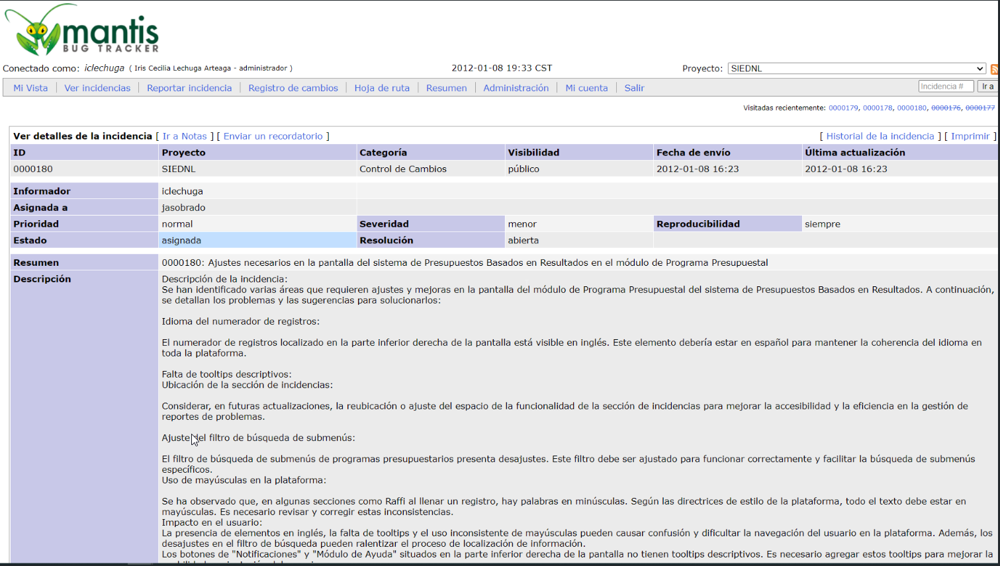 mantis
BUG TRACKER
Conectado como: iclechuga ( Iris Cecilia Lechuga Arteaga - administrador ) 2012-01-08 19:33 CST Proyecto: SIEDNL
Mi Vista Ver incidencias Reportar incidencia Registro de cambios Hoja de ruta Resumen Administración Mi cuenta Salir Incidencia # Ir a
Visitadas recientemente: 0000179, 0000178, 0000180, 0000176, 0000177
Ver detalles de la incidencia [ Ir a Notas ] [ Enviar un recordatorio ] [ Historial de la incidencia ] [ Imprimir ]
ID Proyecto Categoría Visibilidad Fecha de envío Última actualización
0000180 SIEDNL Control de Cambios público 2012-01-08 16:23 2012-01-08 16:23
Informador iclechuga
Asignada a jasobrado
Prioridad normal Severidad menor Reproducibilidad siempre
Estado asignada Resolución abierta
Resumen 0000180: Ajustes necesarios en la pantalla del sistema de Presupuestos Basados en Resultados en el módulo de Programa Presupuestal
Descripción Descripción de la incidencia:
Se han identificado varias áreas que requieren ajustes y mejoras en la pantalla del módulo de Programa Presupuestal del sistema de Presupuestos Basados en Resultados. A continuación,
se detallan los problemas y las sugerencias para solucionarlos:
Idioma del numerador de registros:
El numerador de registros localizado en la parte inferior derecha de la pantalla está visible en inglés. Este elemento debería estar en español para mantener la coherencia del idioma en
toda la plataforma.
Falta de tooltips descriptivos:
Ubicación de la sección de incidencias:
Considerar, en futuras actualizaciones, la reubicación o ajuste del espacio de la funcionalidad de la sección de incidencias para mejorar la accesibilidad y la eficiencia en la gestión de
reportes de problemas.
Ajuste del filtro de búsqueda de submenús:
El filtro de búsqueda de submenús de programas presupuestarios presenta desajustes. Este filtro debe ser ajustado para funcionar correctamente y facilitar la búsqueda de submenús
específicos.
Uso de mayúsculas en la plataforma:
Se ha observado que, en algunas secciones como Raffi al llenar un registro, hay palabras en minúsculas. Según las directrices de estilo de la plataforma, todo el texto debe estar en
mayúsculas. Es necesario revisar y corregir estas inconsistencias.
Impacto en el usuario:
La presencia de elementos en inglés, la falta de tooltips y el uso inconsistente de mayúsculas pueden causar confusión y dificultar la navegación del usuario en la plataforma. Además, los
desajustes en el filtro de búsqueda pueden ralentizar el proceso de localización de información.
Los botones de "Notificaciones" y "Módulo de Ayuda" situados en la parte inferior derecha de la pantalla no tienen tooltips descriptivos. Es necesario agregar estos tooltips para mejorar la